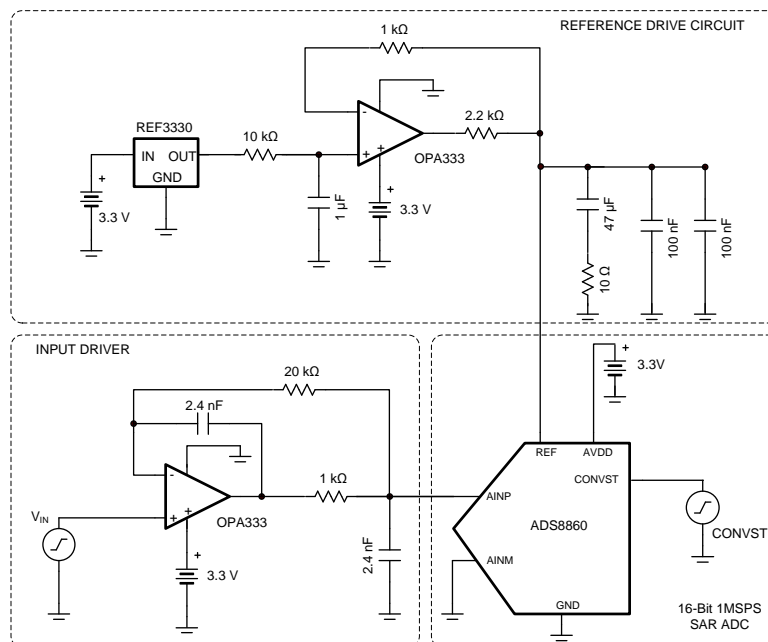 REFERENCE DRIVE CIRCUIT
1 kΩ
-
+
+
OPA333
2.2 kΩ
REF3330
IN OUT
GND
10 kΩ
+
3.3 V
1 µF
+
3.3 V
47 µF
10 Ω
100 nF
100 nF
INPUT DRIVER
20 kΩ
2.4 nF
-
+
+
OPA333
1 kΩ
VIN
+
3.3 V
2.4 nF
+
3.3V
REF AVDD
CONVST
AINP
ADS8860
AINM
GND
CONVST
16-Bit 1MSPS
SAR ADC